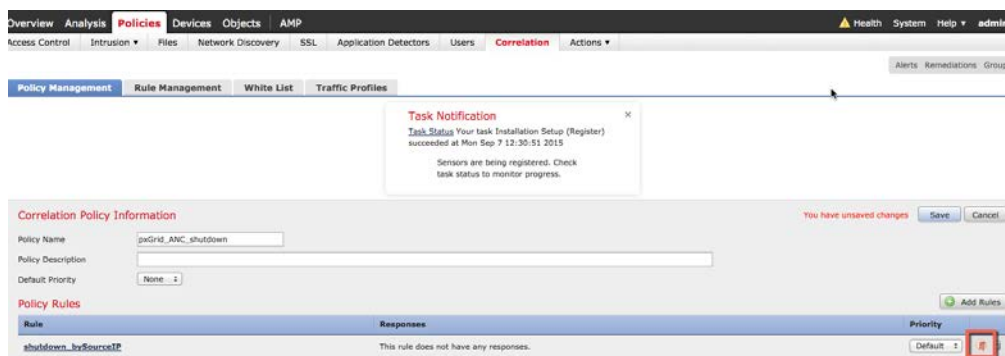 Overview Analysis Policies Devices Objects AMP Health System Help admin
Access Control Intrusion Files Network Discovery SSL Application Detectors Users Correlation Actions
Alerts Remediations Group
Policy Management Rule Management White List Traffic Profiles
Task Notification
Task Status Your task Installation Setup (Register)
succeeded at Mon Sep 7 12:30:51 2015
Sensors are being registered. Check
task status to monitor progress.
Correlation Policy Information You have unsaved changes Save Cancel
Policy Name pxGrid_ANC_shutdown
Policy Description
Default Priority None
Policy Rules Add Rules
Rule Responses Priority
shutdown_bySourceIP This rule does not have any responses. Default